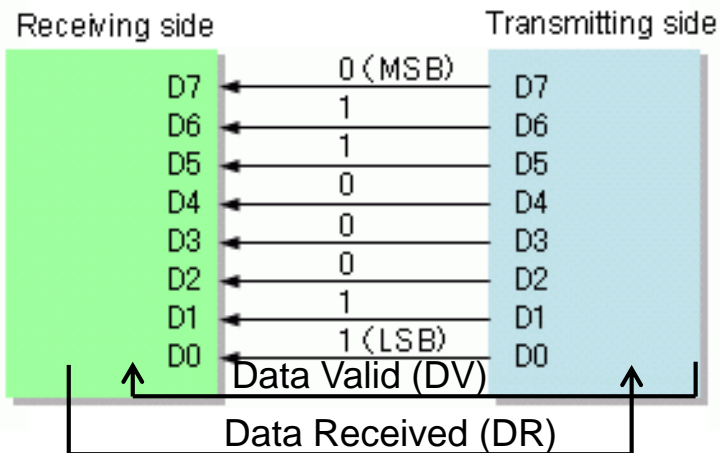 Receiving side Transmitting side
0 (MSB)
D7 D7
1
D6 D6
1
D5 D5
0
D4 D4
0
D3 D3
0
D2 D2
1
D1 D1
1 (LSB)
D0 D0
Data Valid (DV)
Data Received (DR)